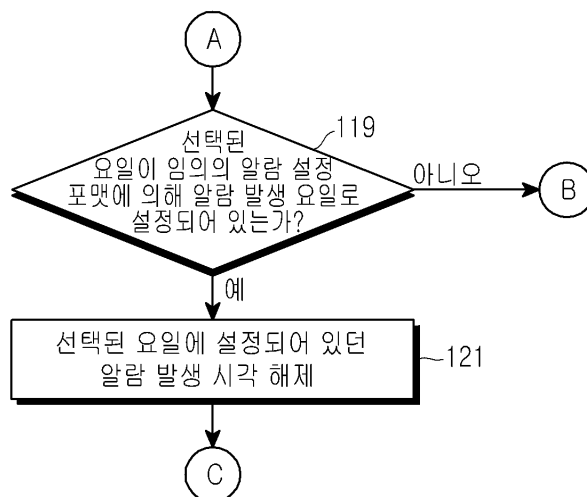 A
119
선택된
요일이 임의의 알람 설정
포맷에 의해 알람 발생 요일로
설정되어 있는가?
아니오
B
예
선택된 요일에 설정되어 있던
알람 발생 시각 해제
121
C